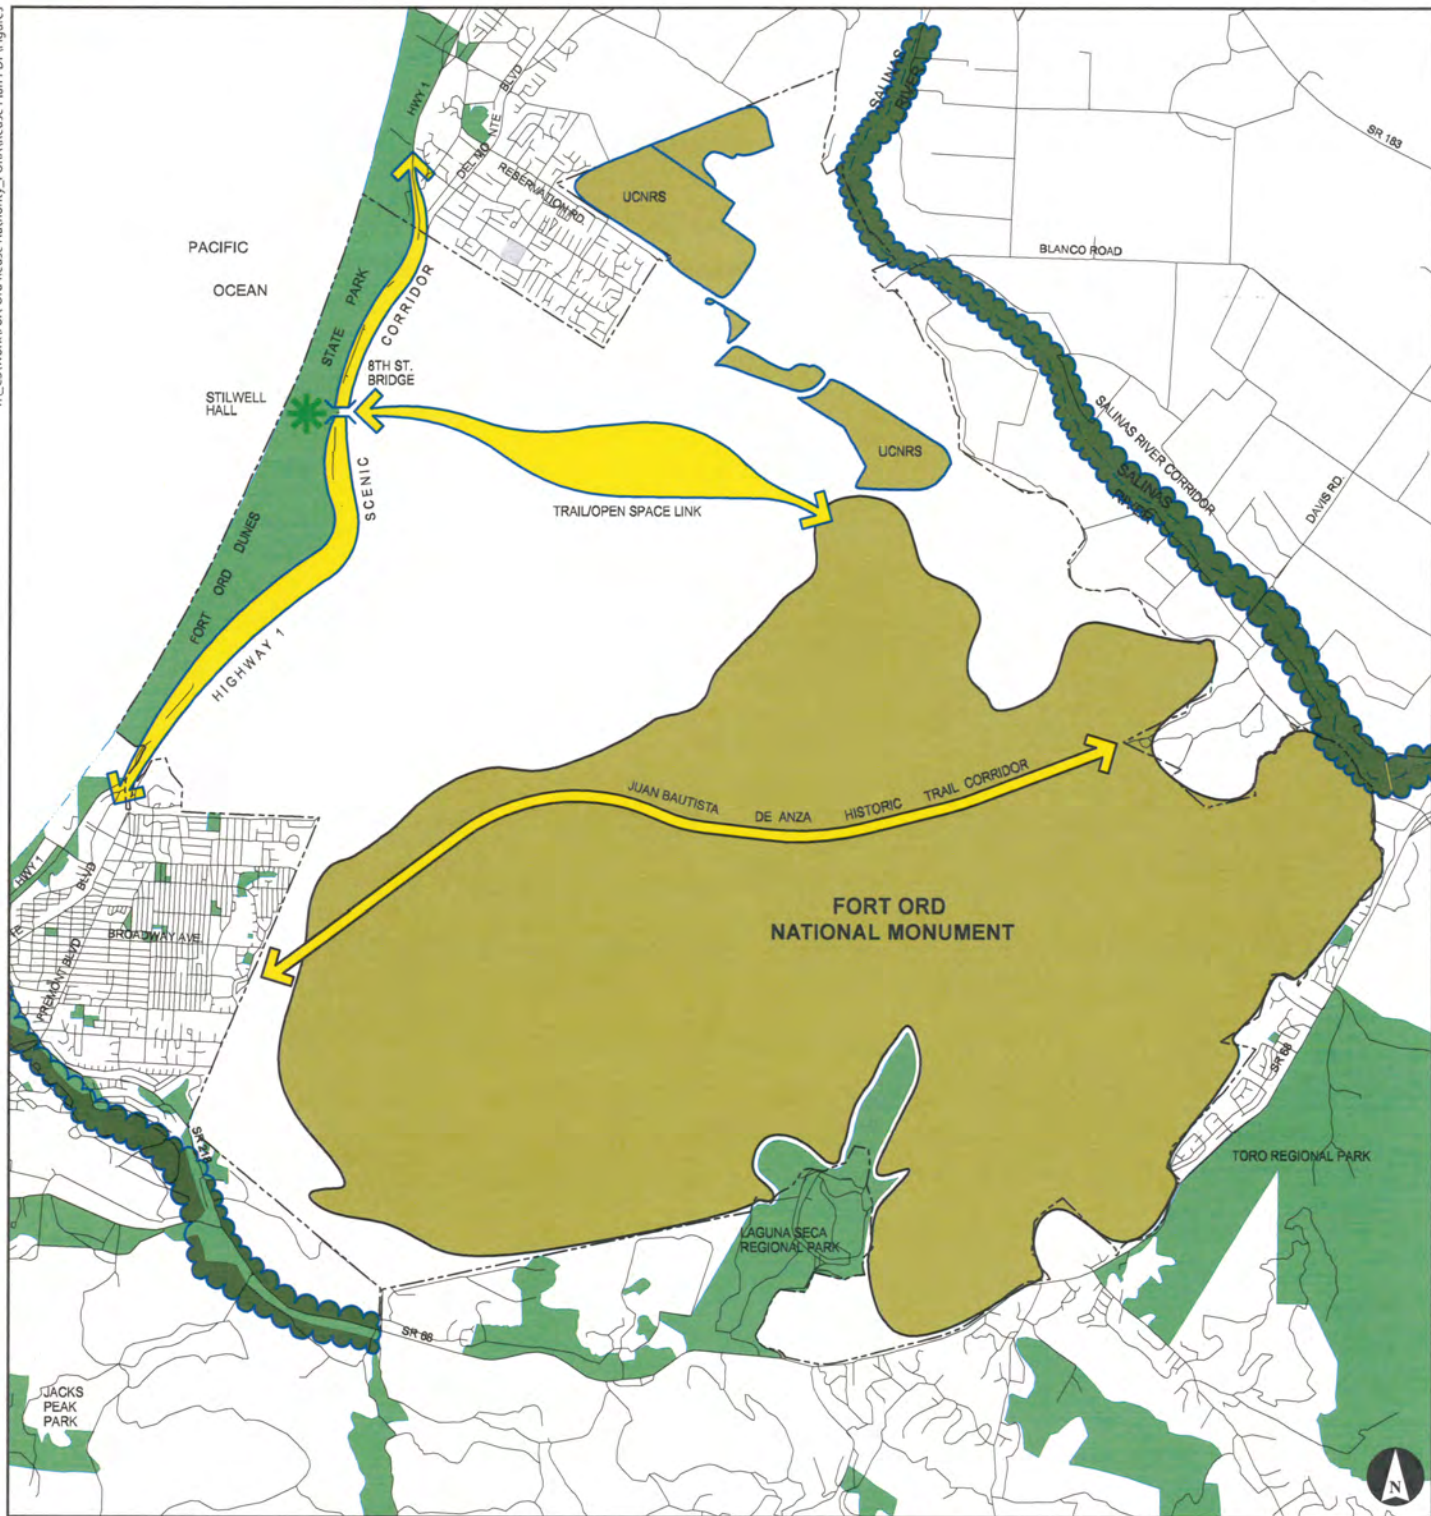 HWY 1
DEL MONTE BLVD
RESERVATION RD.
UCNRS
SALINAS
RIVER
SR 183
BLANCO ROAD
PACIFIC
OCEAN
STATE PARK
CORRIDOR
8TH ST.
BRIDGE
STILWELL
HALL
SCENIC
TRAIL/OPEN SPACE LINK
UCNRS
SALINAS RIVER CORRIDOR
SALINAS
RIVER
DAVIS RD.
FORT ORD DUNES
HIGHWAY 1
JUAN BAUTISTA DE ANZA HISTORIC TRAIL CORRIDOR
FORT ORD
NATIONAL MONUMENT
HWY 1
BLVD
BROADWAY AVE.
FREMONT BLVD
SR 218
SR 68
TORO REGIONAL PARK
LAGUNA SECA
REGIONAL PARK
SR 68
JACKS
PEAK
PARK
N